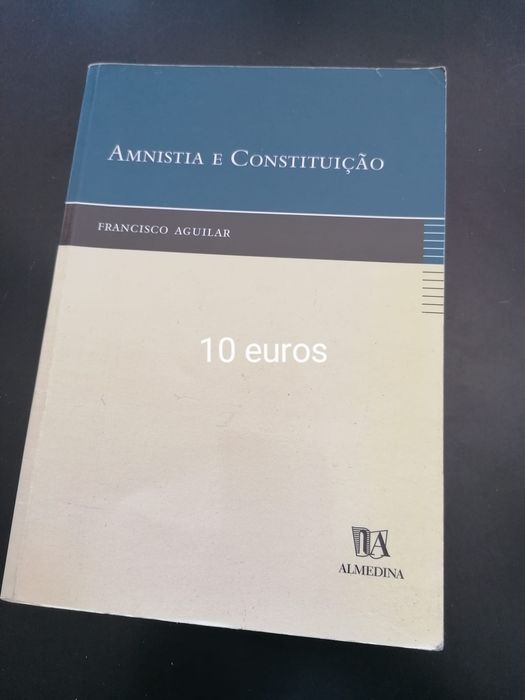 AMNISTIA E CONSTITUIÇÃO
FRANCISCO AGUILAR
10 euros
ALMEDINA